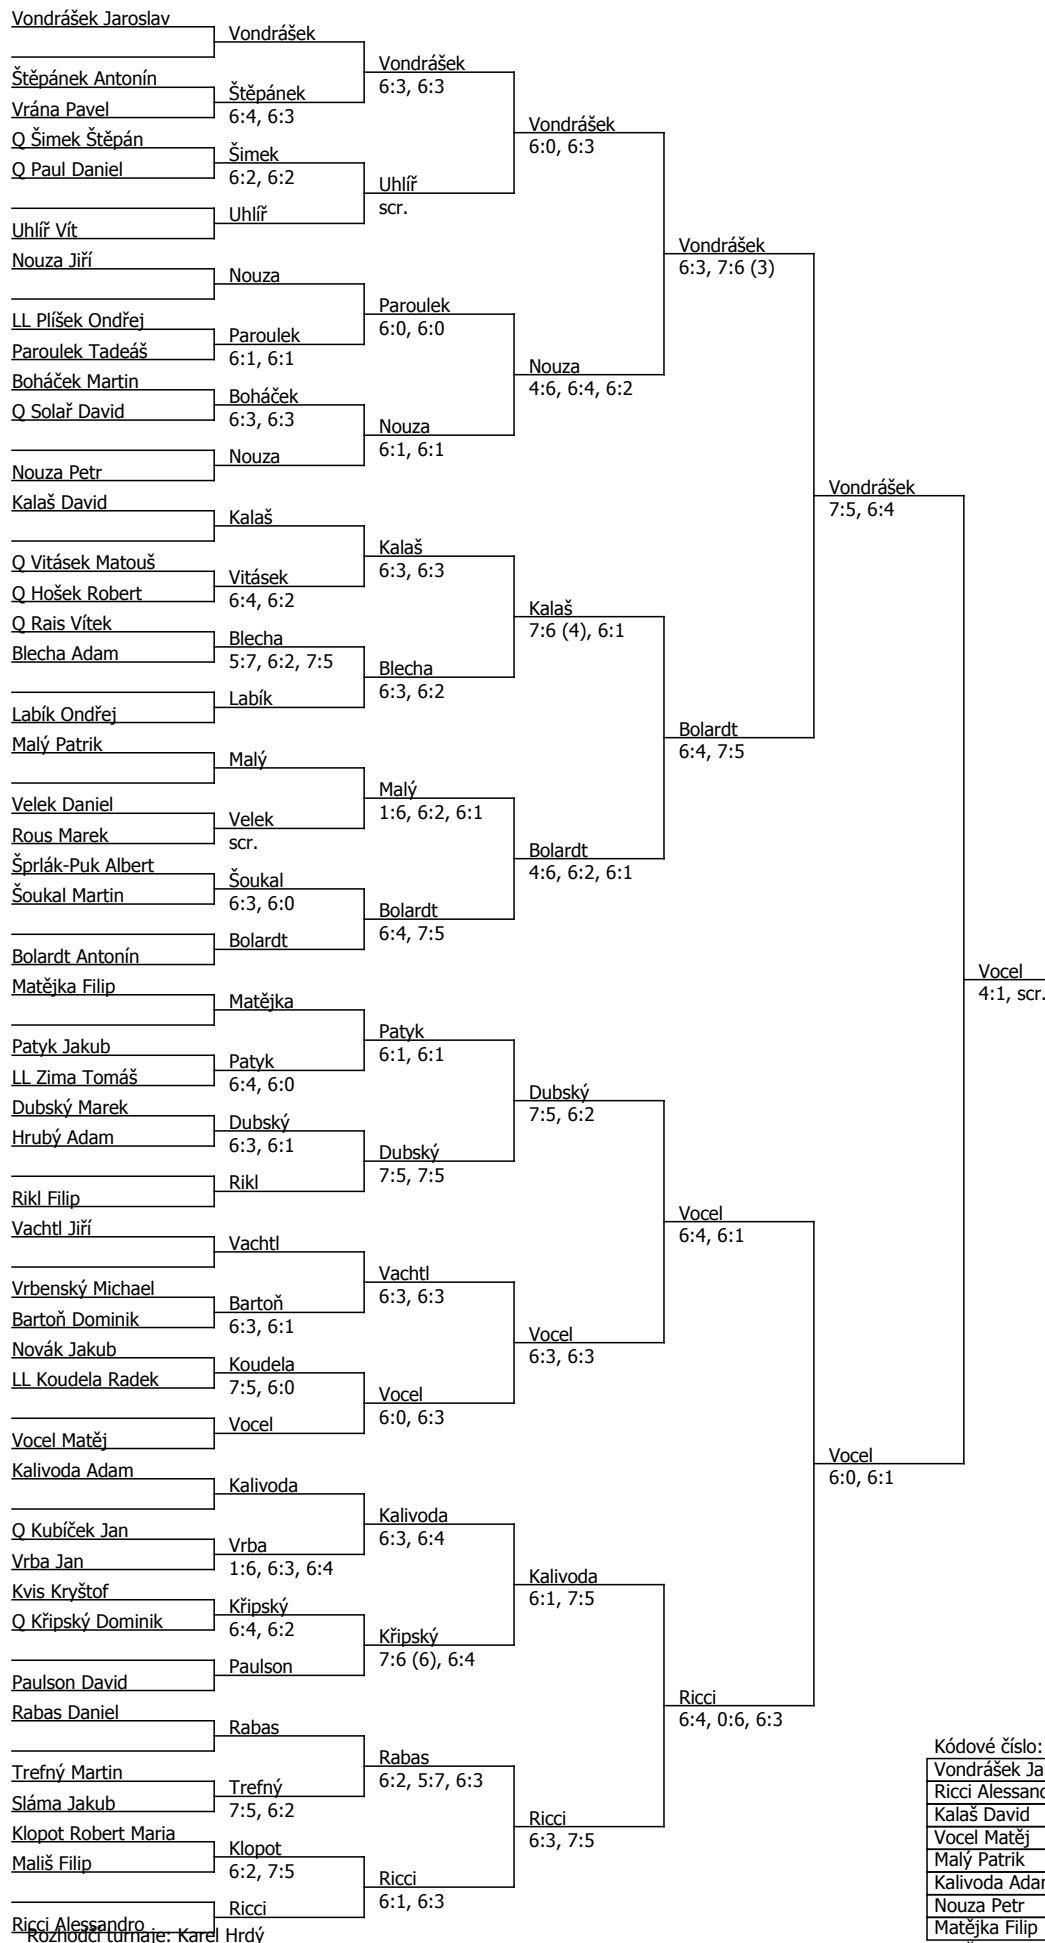 Vondrášek Jaroslav
Štěpánek Antonín
Vrána Pavel
Q Šimek Štěpán
Q Paul Daniel
Uhlíř Vít
Nouza Jiří
LL Plíšek Ondřej
Paroulek Tadeáš
Boháček Martin
Q Solař David
Nouza Petr
Kalaš David
Q Vitásek Matouš
Q Hošek Robert
Q Rais Vítek
Blecha Adam
Labík Ondřej
Malý Patrik
Velek Daniel
Rous Marek
Šprlák-Puk Albert
Šoukal Martin
Bolardt Antonín
Matějka Filip
Patyk Jakub
LL Zima Tomáš
Dubský Marek
Hrubý Adam
Rikl Filip
Vachtl Jiří
Vrbenský Michael
Bartoň Dominik
Novák Jakub
LL Koudela Radek
Vocel Matěj
Kalivoda Adam
Q Kubíček Jan
Vrba Jan
Kvis Kryštof
Q Křipský Dominik
Paulson David
Rabas Daniel
Trefný Martin
Sláma Jakub
Klopot Robert Maria
Mališ Filip
Ricci Alessandro
Rozhodčí turnaje: Karel Hrdý
Vondrášek
Štěpánek
6:4, 6:3
Šimek
6:2, 6:2
Uhlíř
Nouza
Paroulek
6:1, 6:1
Boháček
6:3, 6:3
Nouza
Kalaš
Vitásek
6:4, 6:2
Blecha
5:7, 6:2, 7:5
Labík
Malý
Velek
scr.
Šoukal
6:3, 6:0
Bolardt
Matějka
Patyk
6:4, 6:0
Dubský
6:3, 6:1
Rikl
Vachtl
Bartoň
6:3, 6:1
Koudela
7:5, 6:0
Vocel
Kalivoda
Vrba
1:6, 6:3, 6:4
Křipský
6:4, 6:2
Paulson
Rabas
Trefný
7:5, 6:2
Klopot
6:2, 7:5
Ricci
Vondrášek
6:3, 6:3
Uhlíř
scr.
Paroulek
6:0, 6:0
Nouza
6:1, 6:1
Kalaš
6:3, 6:3
Blecha
6:3, 6:2
Malý
1:6, 6:2, 6:1
Bolardt
6:4, 7:5
Patyk
6:1, 6:1
Dubský
7:5, 7:5
Vachtl
6:3, 6:3
Vocel
6:0, 6:3
Kalivoda
6:3, 6:4
Křipský
7:6 (6), 6:4
Rabas
6:2, 5:7, 6:3
Ricci
6:1, 6:3
Vondrášek
6:0, 6:3
Nouza
4:6, 6:4, 6:2
Kalaš
7:6 (4), 6:1
Bolardt
4:6, 6:2, 6:1
Dubský
7:5, 6:2
Vocel
6:3, 6:3
Kalivoda
6:1, 7:5
Ricci
6:3, 7:5
Vondrášek
6:3, 7:6 (3)
Bolardt
6:4, 7:5
Vocel
6:4, 6:1
Ricci
6:4, 0:6, 6:3
Vondrášek
7:5, 6:4
Vocel
6:0, 6:1
Vocel
4:1, scr.
Kódové číslo:
Vondrášek Ja
Ricci Alessand
Kalaš David
Vocel Matěj
Malý Patrik
Kalivoda Adar
Nouza Petr
Matějka Filip